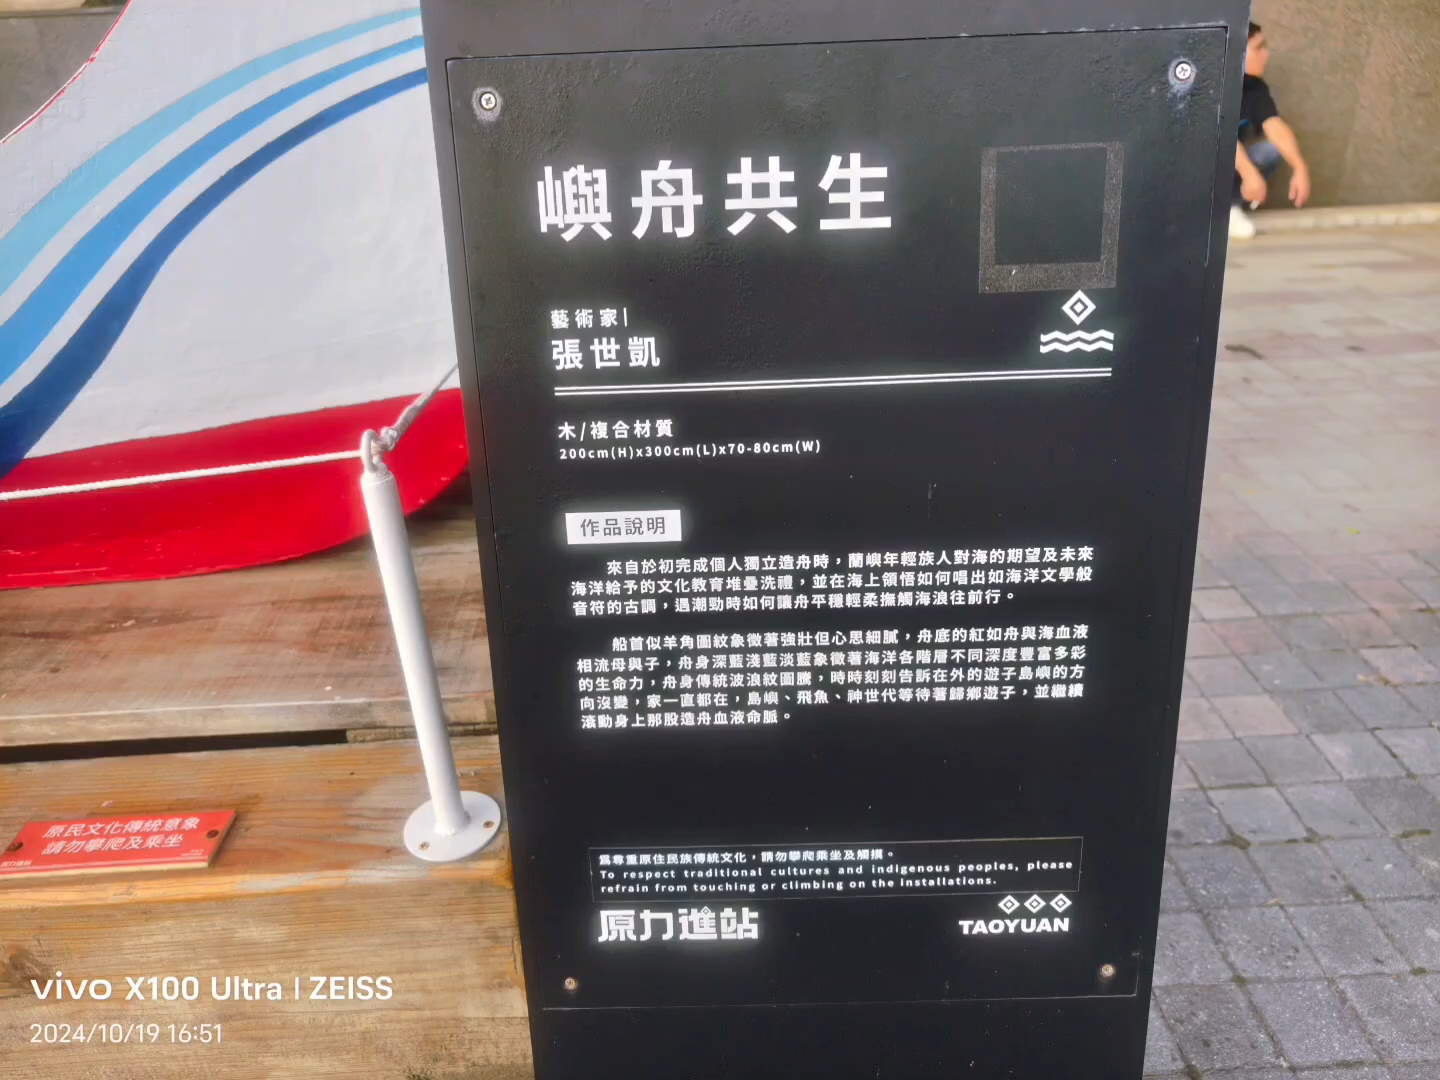 嶼舟共生
藝術家|
張世凱
木/複合材質
200cm(H)x300cm(L)x70-80cm(W)
作品說明
來自於初完成個人獨立造舟時，蘭嶼年輕族人對海的期望及未來
海洋給予的文化教育堆疊洗禮，並在海上領悟如何唱出如海洋文學般
音符的古調，遇潮勁時如何讓舟平穩輕柔撫觸海浪往前行。
船首似羊角圖紋象徵著強壯但心思細膩，舟底的紅如舟與海血液
相流母與子，舟身深藍淺藍淡藍象徵著海洋各階層不同深度豐富多彩
的生命力，舟身傳統波浪紋圖騰，時時刻刻告訴在外的遊子島嶼的方
向沒變，家一直都在，島嶼、飛魚、神世代等待著歸鄉遊子，並繼續
滾動身上那股造舟血液命脈。
為尊重原住民族傳統文化，請勿攀爬乘坐及觸摸。
To respect traditional cultures and indigenous peoples, please
refrain from touching or climbing on the installations.
原力進站
TAOYUAN
原民文化傳統意象
請勿攀爬及乘坐
原力進站
vivo X100 Ultra | ZEISS
2024/10/19 16:51